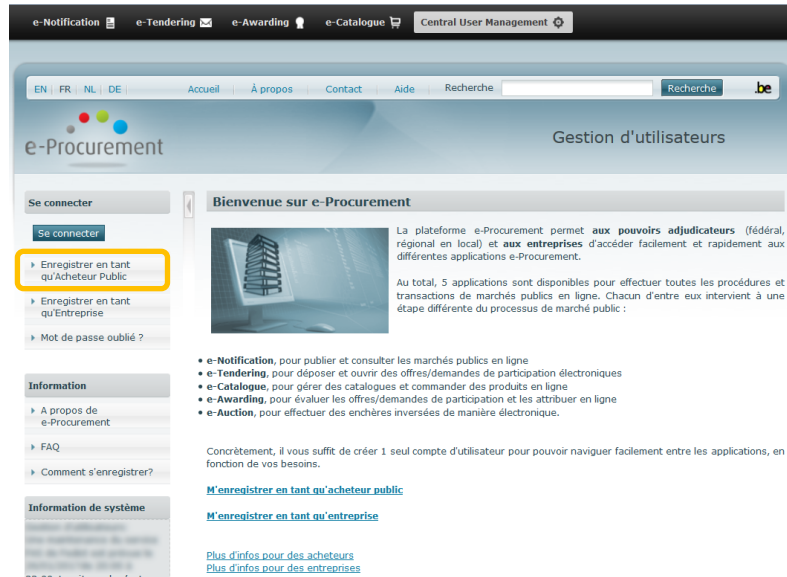 e-Notification e-Tendering e-Awarding e-Catalogue Central User Management
EN FR NL DE Accueil À propos Contact Aide Recherche Recherche .be
e-Procurement
Gestion d'utilisateurs
Se connecter
Se connecter
Enregistrer en tant
qu'Acheteur Public
Enregistrer en tant
qu'Entreprise
Mot de passe oublié ?
Information
A propos de
e-Procurement
FAQ
Comment s'enregistrer?
Information de système
Bienvenue sur e-Procurement
La plateforme e-Procurement permet aux pouvoirs adjudicateurs (fédéral,
régional en local) et aux entreprises d'accéder facilement et rapidement aux
différentes applications e-Procurement.
Au total, 5 applications sont disponibles pour effectuer toutes les procédures et
transactions de marchés publics en ligne. Chacun d'entre eux intervient à une
étape différente du processus de marché public :
• e-Notification, pour publier et consulter les marchés publics en ligne
• e-Tendering, pour déposer et ouvrir des offres/demandes de participation électroniques
• e-Catalogue, pour gérer des catalogues et commander des produits en ligne
• e-Awarding, pour évaluer les offres/demandes de participation et les attribuer en ligne
• e-Auction, pour effectuer des enchères inversées de manière électronique.
Concrètement, il vous suffit de créer 1 seul compte d'utilisateur pour pouvoir naviguer facilement entre les applications, en
fonction de vos besoins.
M'enregistrer en tant qu'acheteur public
M'enregistrer en tant qu'entreprise
Plus d'infos pour des acheteurs
Plus d'infos pour des entreprises